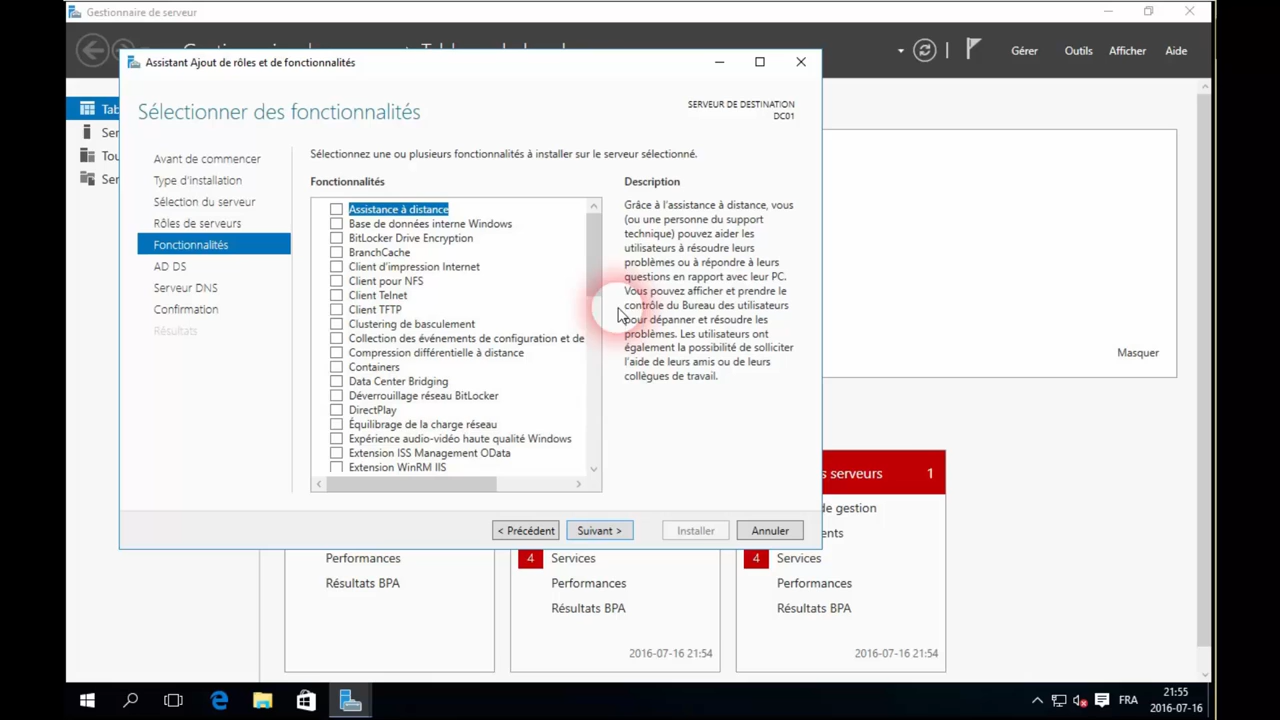 Gestionnaire de serveur
Gérer
Outils
Afficher
Aide
Assistant Ajout de rôles et de fonctionnalités
Sélectionner des fonctionnalités
SERVEUR DE DESTINATION
DC01
Avant de commencer
Type d'installation
Sélection du serveur
Rôles de serveurs
Fonctionnalités
AD DS
Serveur DNS
Confirmation
Résultats
Sélectionnez une ou plusieurs fonctionnalités à installer sur le serveur sélectionné.
Fonctionnalités
Assistance à distance
Base de données interne Windows
BitLocker Drive Encryption
BranchCache
Client d'impression Internet
Client pour NFS
Client Telnet
Client TFTP
Clustering de basculement
Collection des événements de configuration et de
Compression différentielle à distance
Containers
Data Center Bridging
Déverrouillage réseau BitLocker
DirectPlay
Équilibrage de la charge réseau
Expérience audio-vidéo haute qualité Windows
Extension ISS Management OData
Extension WinRM IIS
Description
Grâce à l'assistance à distance, vous
(ou une personne du support
technique) pouvez aider les
utilisateurs à résoudre leurs
problèmes ou à répondre à leurs
questions en rapport avec leur PC.
Vous pouvez afficher et prendre le
contrôle du Bureau des utilisateurs
pour dépanner et résoudre les
problèmes. Les utilisateurs ont
également la possibilité de solliciter
l'aide de leurs amis ou de leurs
collègues de travail.
< Précédent
Suivant >
Installer
Annuler
Tab
Ser
Tou
Ser
Masquer
s serveurs 1
de gestion
ents
Performances
Résultats BPA
4 Services
Performances
Résultats BPA
2016-07-16 21:54
4 Services
Performances
Résultats BPA
2016-07-16 21:54
FRA
21:55
2016-07-16